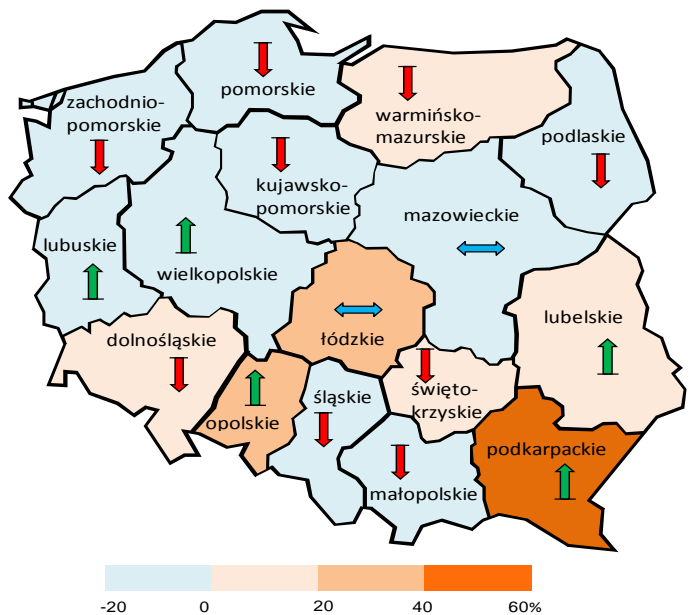 pomorskie
zachodnio-
pomorskie
warmińsko-
mazurskie
podlaskie
kujawsko-
pomorskie
mazowieckie
lubuskie
wielkopolskie
lubelskie
dolnośląskie
łódzkie
święto-
krzyskie
śląskie
opolskie
podkarpackie
małopolskie
-20 0 20 40 60%